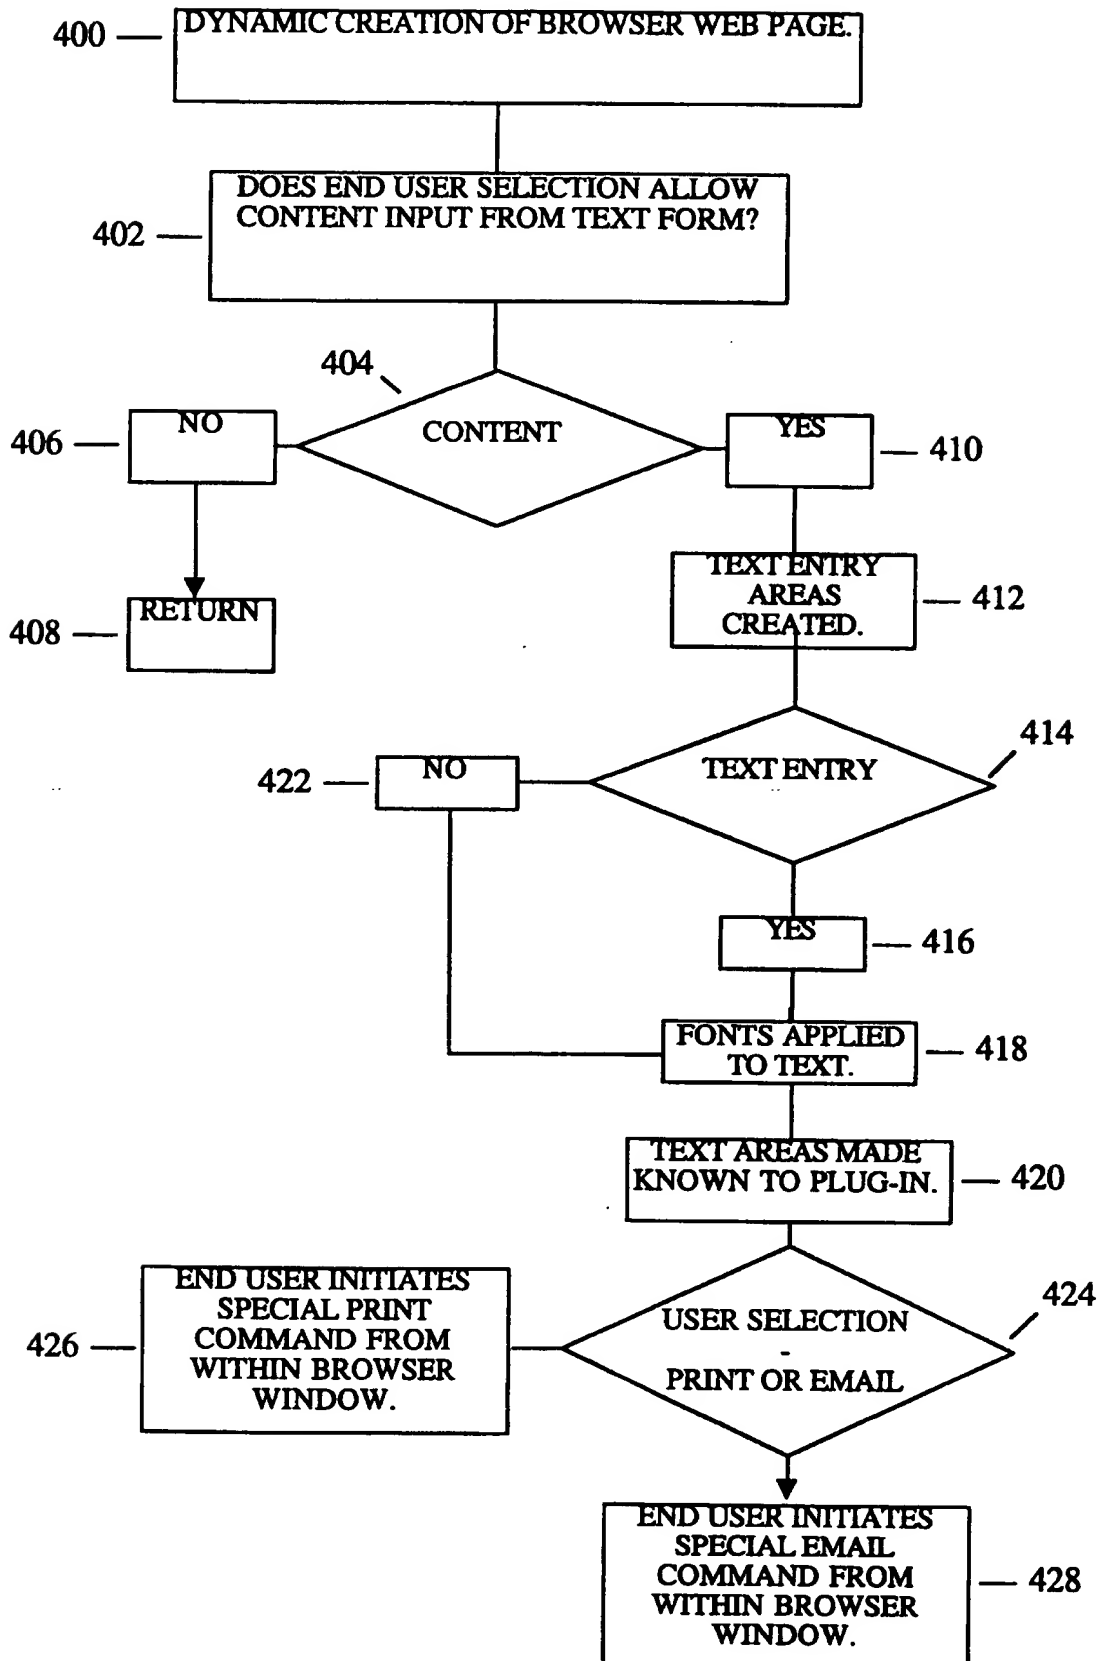 400
DYNAMIC CREATION OF BROWSER WEB PAGE.
402
DOES END USER SELECTION ALLOW
CONTENT INPUT FROM TEXT FORM?
404
CONTENT
406
NO
YES
410
408
RETURN
TEXT ENTRY
AREAS
CREATED.
412
414
TEXT ENTRY
422
NO
YES
416
FONTS APPLIED
TO TEXT.
418
TEXT AREAS MADE
KNOWN TO PLUG-IN.
420
424
USER SELECTION
-
PRINT OR EMAIL
426
END USER INITIATES
SPECIAL PRINT
COMMAND FROM
WITHIN BROWSER
WINDOW.
END USER INITIATES
SPECIAL EMAIL
COMMAND FROM
WITHIN BROWSER
WINDOW.
428